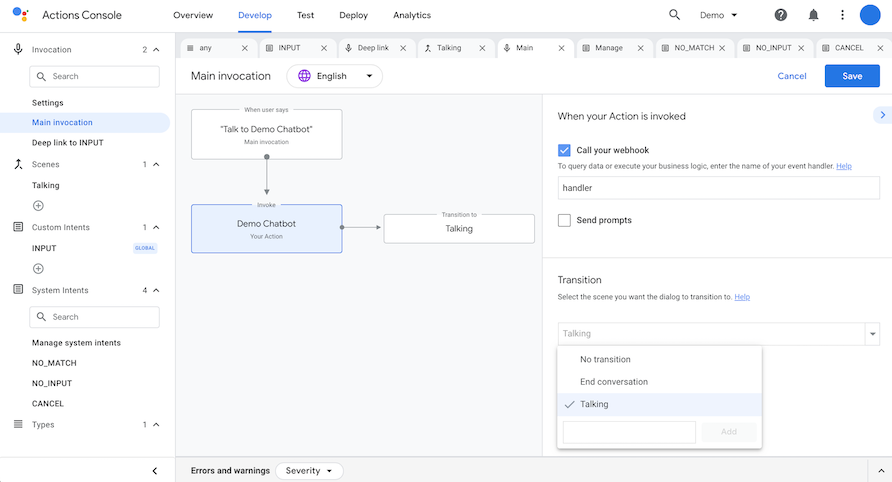 Actions Console
Overview
Develop
Test
Deploy
Analytics
Demo
any
INPUT
Deep link
Talking
Main
Manage
NO_MATCH
NO_INPUT
CANCEL
Invocation
2
Search
Settings
Main invocation
Deep link to INPUT
Scenes
1
Talking
Custom Intents
1
INPUT
GLOBAL
System Intents
4
Search
Manage system intents
NO_MATCH
NO_INPUT
CANCEL
Types
1
Main invocation
English
Cancel
Save
When user says
"Talk to Demo Chatbot"
Main invocation
Invoke
Demo Chatbot
Your Action
Transition to
Talking
When your Action is invoked
Call your webhook
To query data or execute your business logic, enter the name of your event handler. Help
handler
Send prompts
Transition
Select the scene you want the dialog to transition to. Help
Talking
No transition
End conversation
Talking
Add
Errors and warnings
Severity